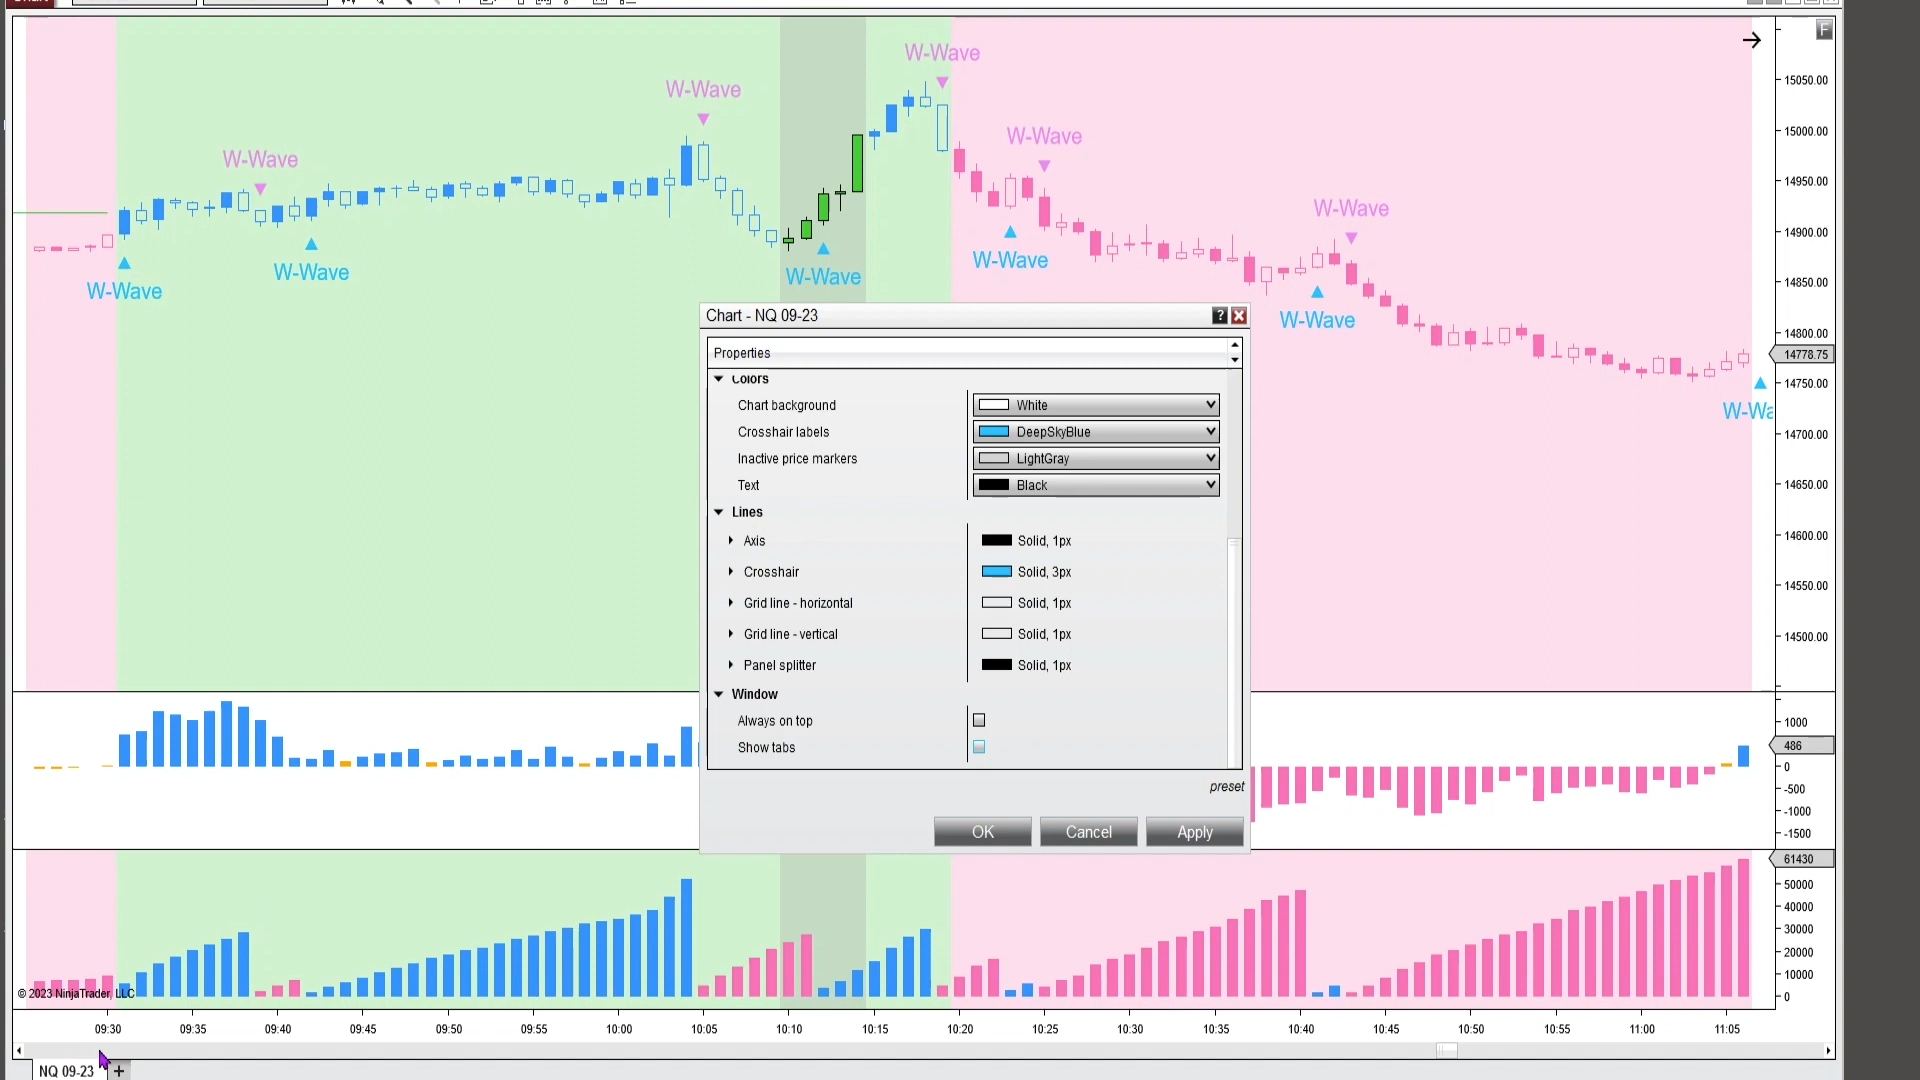 W-Wave
W-Wave
15050.00
15000.00
W-Wave
W-Wave
14950.00
W-Wave
14900.00
W-Wave
W-Wave
W-Wave
W-Wave
W-Wave
14850.00
W-Wave
14800.00
14778.75
14750.00
W-Wa
14700.00
14650.00
14600.00
14550.00
14500.00
Chart - NQ 09-23
?
Properties
Colors
Chart background White
Crosshair labels DeepSkyBlue
Inactive price markers LightGray
Text Black
Lines
Axis Solid, 1px
Crosshair Solid, 3px
Grid line - horizontal Solid, 1px
Grid line - vertical Solid, 1px
Panel splitter Solid, 1px
Window
Always on top
Show tabs
preset
OK Cancel Apply
F
1000
486
0
-500
-1000
-1500
61430
50000
40000
30000
20000
10000
0
© 2023 NinjaTrader, LLC
09:30 09:35 09:40 09:45 09:50 09:55 10:00 10:05 10:10 10:15 10:20 10:25 10:30 10:35 10:40 10:45 10:50 10:55 11:00 11:05
NQ 09-23 +